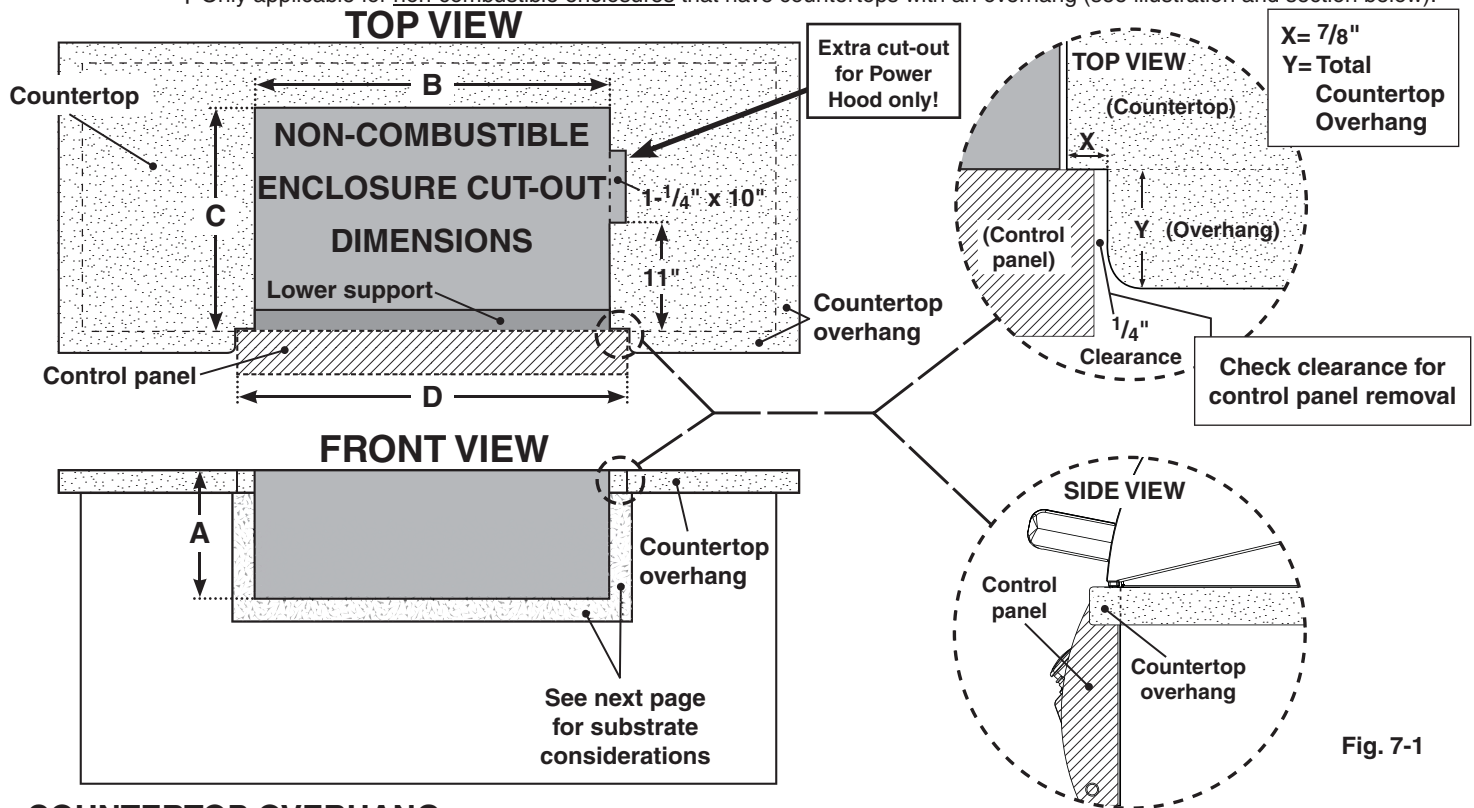 † Only applicable for non-combustible enclosures that have countertops with an overhang (see illustration and section below).
TOP VIEW
Countertop
B
Extra cut-out
for Power
Hood only!
NON-COMBUSTIBLE
ENCLOSURE CUT-OUT
DIMENSIONS
C
1-1/4" x 10"
11"
Lower support
Countertop
overhang
Control panel
D
TOP VIEW
(Countertop)
X
(Control
panel)
Y (Overhang)
1/4"
Clearance
X= 7/8"
Y= Total
Countertop
Overhang
Check clearance for
control panel removal
FRONT VIEW
A
Countertop
overhang
See next page
for substrate
considerations
SIDE VIEW
Control
panel
Countertop
overhang
Fig. 7-1
COUNTERTOP OVERHANG